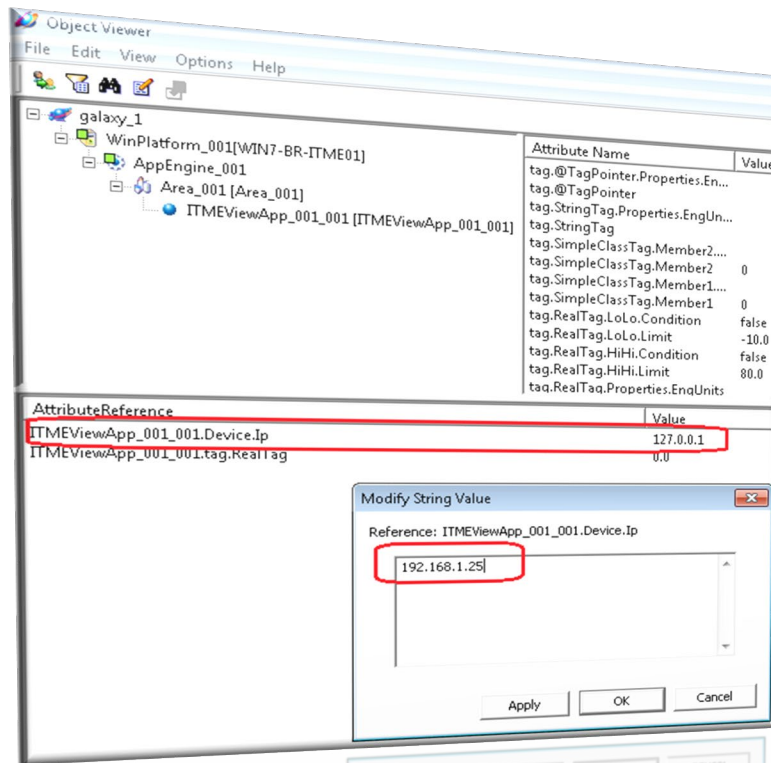 Object Viewer
File Edit View Options Help
galaxy_1
WinPlatform_001[WIN7-BR-ITME01]
AppEngine_001
Area_001 [Area_001]
ITMEViewApp_001_001 [ITMEViewApp_001_001]
Attribute Name Value
tag.@TagPointer.Properties.En...
tag.@TagPointer
tag.StringTag.Properties.EngUn...
tag.StringTag
tag.SimpleClassTag.Member2....
tag.SimpleClassTag.Member2 0
tag.SimpleClassTag.Member1....
tag.SimpleClassTag.Member1 0
tag.RealTag.LoLo.Condition false
tag.RealTag.LoLo.Limit -10.0
tag.RealTag.HiHi.Condition false
tag.RealTag.HiHi.Limit 80.0
tag.RealTag.Properties.EngUnits
AttributeReference Value
ITMEViewApp_001_001.Device.Ip 127.0.0.1
ITMEViewApp_001_001.tag.RealTag 0.0
Modify String Value
Reference: ITMEViewApp_001_001.Device.Ip
192.168.1.25
Apply OK Cancel